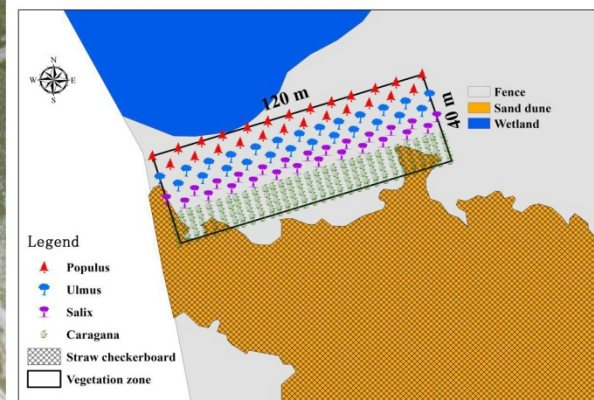 N
W E
S
120 m
40 m
Fence
Sand dune
Wetland
Legend
Populus
Ulmus
Salix
Caragana
Straw checkerboard
Vegetation zone